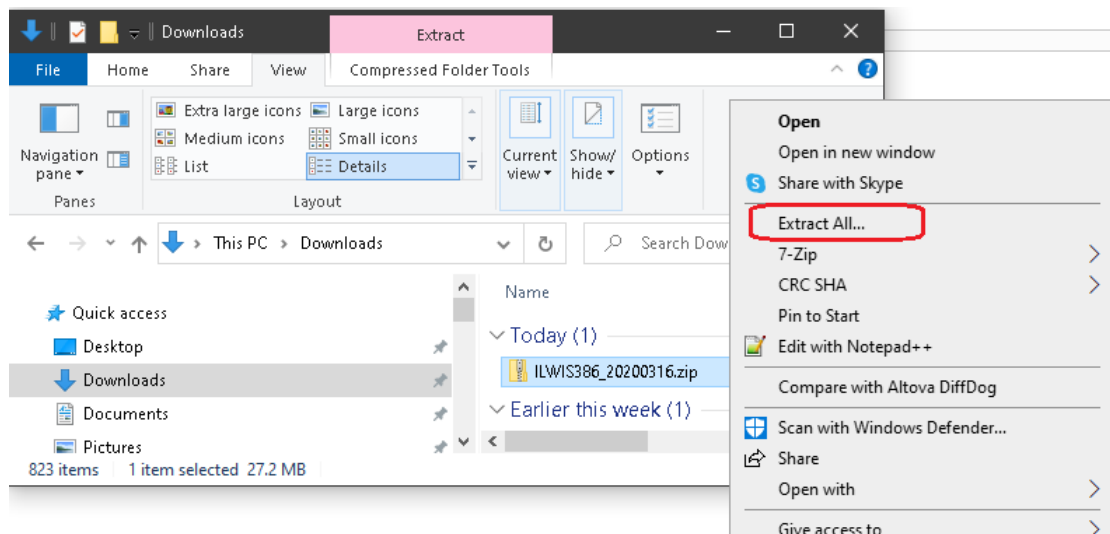 Downloads
Extract
File Home Share View Compressed Folder Tools
Extra large icons Large icons
Medium icons Small icons
List Details
Navigation pane
Current view
Show/ hide
Options
Panes
Layout
This PC > Downloads
Search Dow
Quick access
Desktop
Downloads
Documents
Pictures
Name
Today (1)
ILWIS386_20200316.zip
Earlier this week (1)
823 items 1 item selected 27.2 MB
Open
Open in new window
Share with Skype
Extract All...
7-Zip
CRC SHA
Pin to Start
Edit with Notepad++
Compare with Altova DiffDog
Scan with Windows Defender...
Share
Open with
Give access to